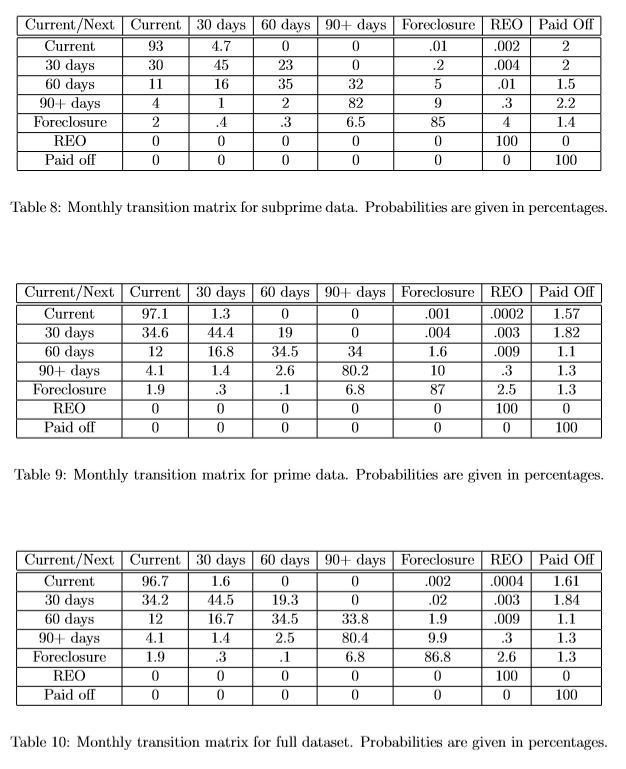 Current/Next Current 30 days 60 days 90+ days Foreclosure REO Paid Off
Current 93 4.7 0 0 .01 .002 2
30 days 30 45 23 0 .2 .004 2
60 days 11 16 35 32 5 .01 1.5
90+ days 4 1 2 82 9 .3 2.2
Foreclosure 2 .4 .3 6.5 85 4 1.4
REO 0 0 0 0 0 100 0
Paid off 0 0 0 0 0 0 100
Table 8: Monthly transition matrix for subprime data. Probabilities are given in percentages.
Current/Next Current 30 days 60 days 90+ days Foreclosure REO Paid Off
Current 97.1 1.3 0 0 .001 .0002 1.57
30 days 34.6 44.4 19 0 .004 .003 1.82
60 days 12 16.8 34.5 34 1.6 .009 1.1
90+ days 4.1 1.4 2.6 80.2 10 .3 1.3
Foreclosure 1.9 .3 .1 6.8 87 2.5 1.3
REO 0 0 0 0 0 100 0
Paid off 0 0 0 0 0 0 100
Table 9: Monthly transition matrix for prime data. Probabilities are given in percentages.
Current/Next Current 30 days 60 days 90+ days Foreclosure REO Paid Off
Current 96.7 1.6 0 0 .002 .0004 1.61
30 days 34.2 44.5 19.3 0 .02 .003 1.84
60 days 12 16.7 34.5 33.8 1.9 .009 1.1
90+ days 4.1 1.4 2.5 80.4 9.9 .3 1.3
Foreclosure 1.9 .3 .1 6.8 86.8 2.6 1.3
REO 0 0 0 0 0 100 0
Paid off 0 0 0 0 0 0 100
Table 10: Monthly transition matrix for full dataset. Probabilities are given in percentages.